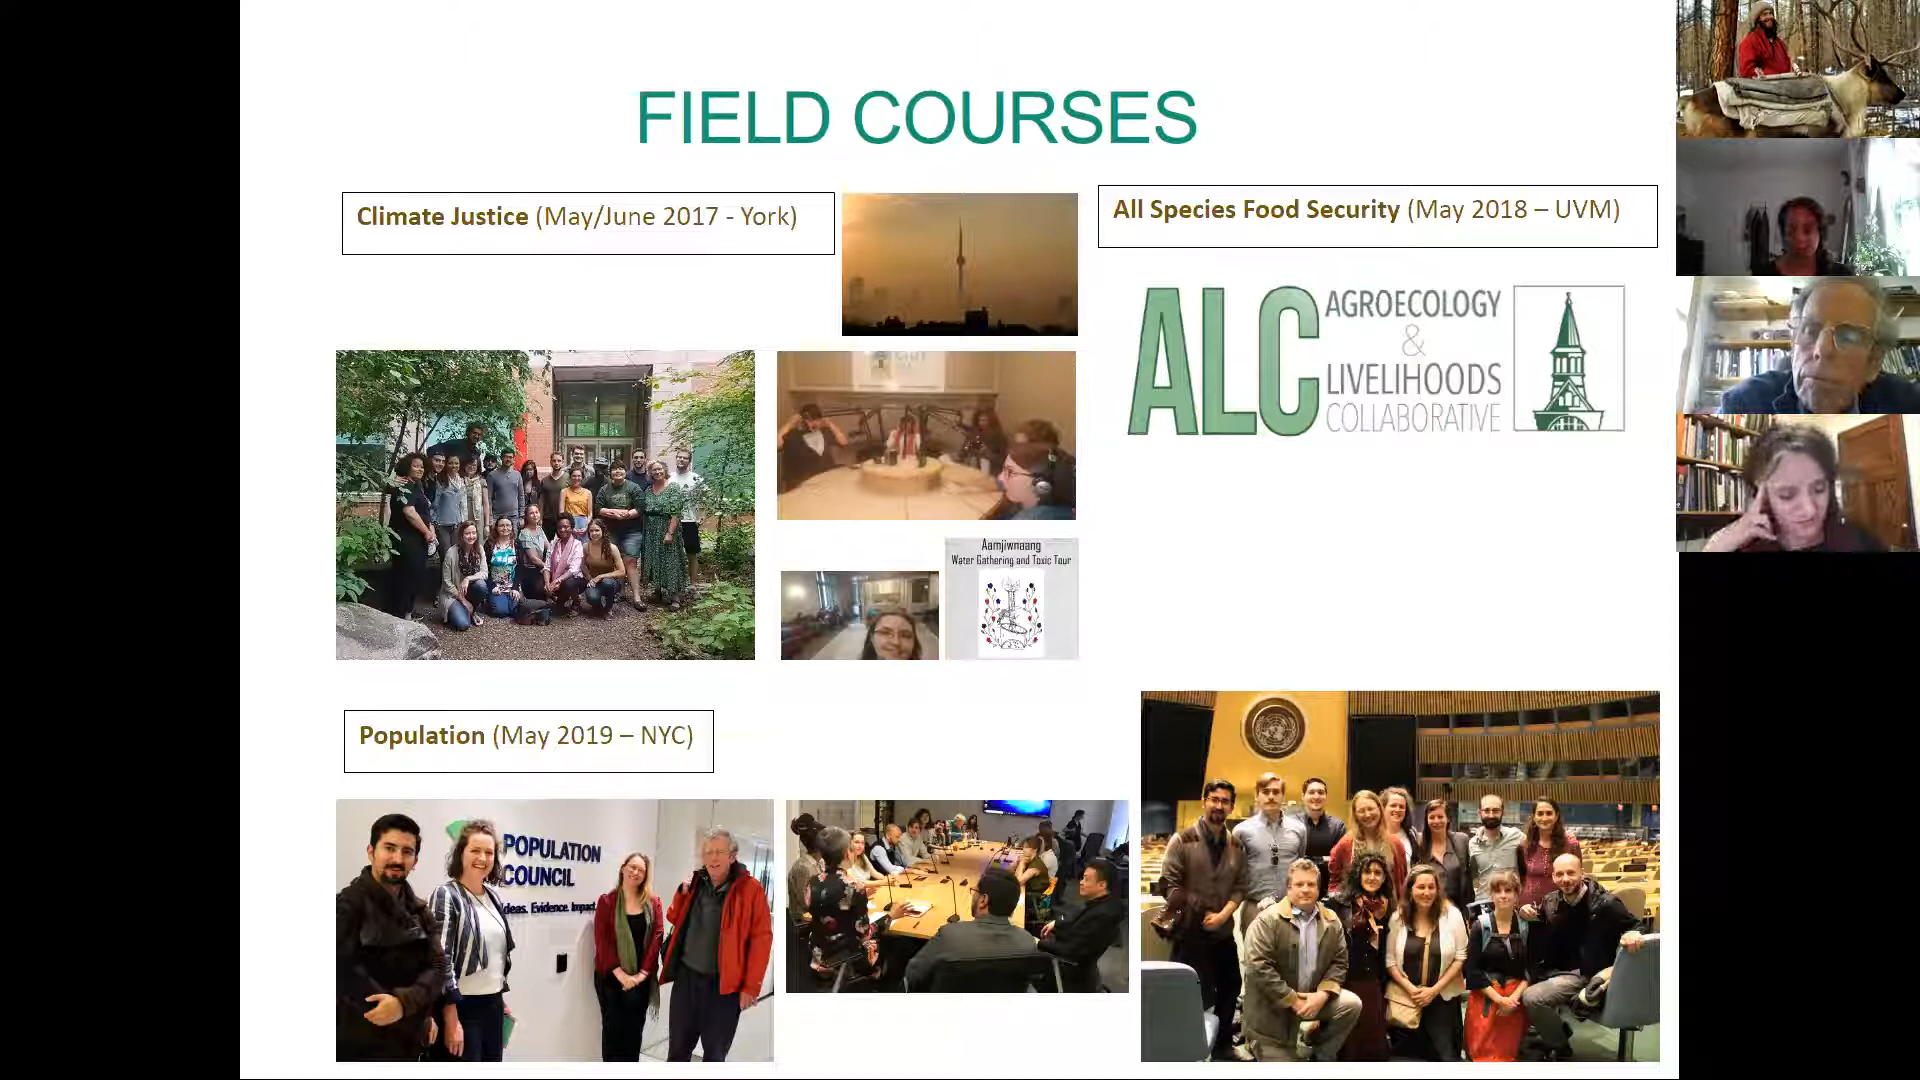 FIELD COURSES
Climate Justice (May/June 2017 - York)
All Species Food Security (May 2018 – UVM)
ALC
AGROECOLOGY
&
LIVELIHOODS
COLLABORATIVE
Aamjiwnaang
Water Gathering and Toxic Tour
Population (May 2019 – NYC)
POPULATION
COUNCIL
Ideas. Evidence. Impact.